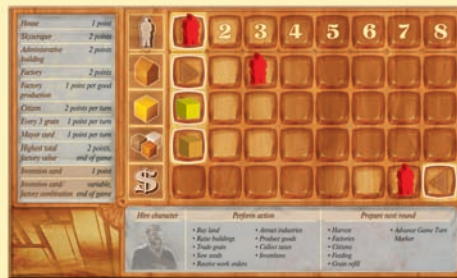 House 1 point
Skyscraper 2 points
Administrative 2 points
building
Factory 2 points
Factory 1 point per good
production
Citizen 2 points per turn
Every 3 grain 1 point per turn
Mayor card 1 point per turn
Highest total 2 points,
factory value end of game
Invention card 1 point
Invention card/ variable,
factory combination end of game
2 3 4 5 6 7 8
$
Hire character Perform action Prepare next round
• Buy land
• Raise buildings
• Trade grain
• Sow seeds
• Receive work orders
• Attract industries
• Produce goods
• Collect taxes
• Inventions
• Harvest
• Factories
• Citizens
• Feeding
• Grain refill
• Advance Game Turn
Marker